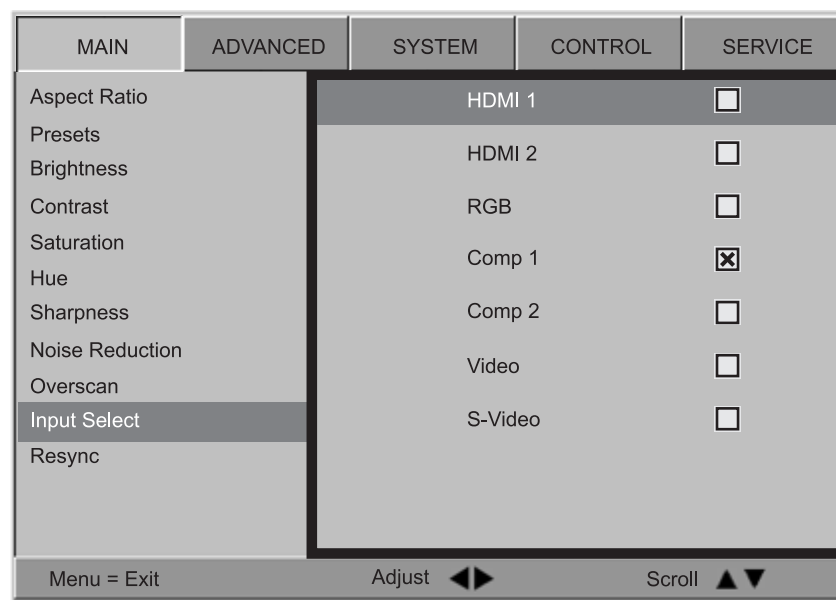 MAIN ADVANCED SYSTEM CONTROL SERVICE
Aspect Ratio
Presets
Brightness
Contrast
Saturation
Hue
Sharpness
Noise Reduction
Overscan
Input Select
Resync
HDMI 1
HDMI 2
RGB
Comp 1
Comp 2
Video
S-Video
Menu = Exit Adjust Scroll